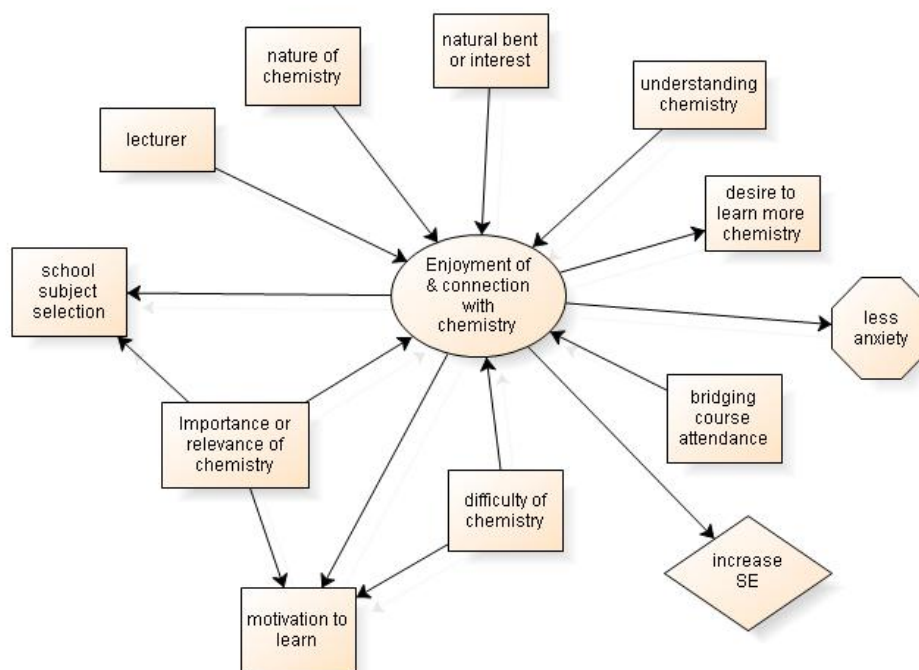 natural bent
or interest
nature of
chemistry
understanding
chemistry
lecturer
desire to
learn more
chemistry
school
subject
selection
Enjoyment of
& connection
with
chemistry
less
anxiety
bridging
course
attendance
Importance or
relevance of
chemistry
difficulty of
chemistry
increase
SE
motivation to
learn